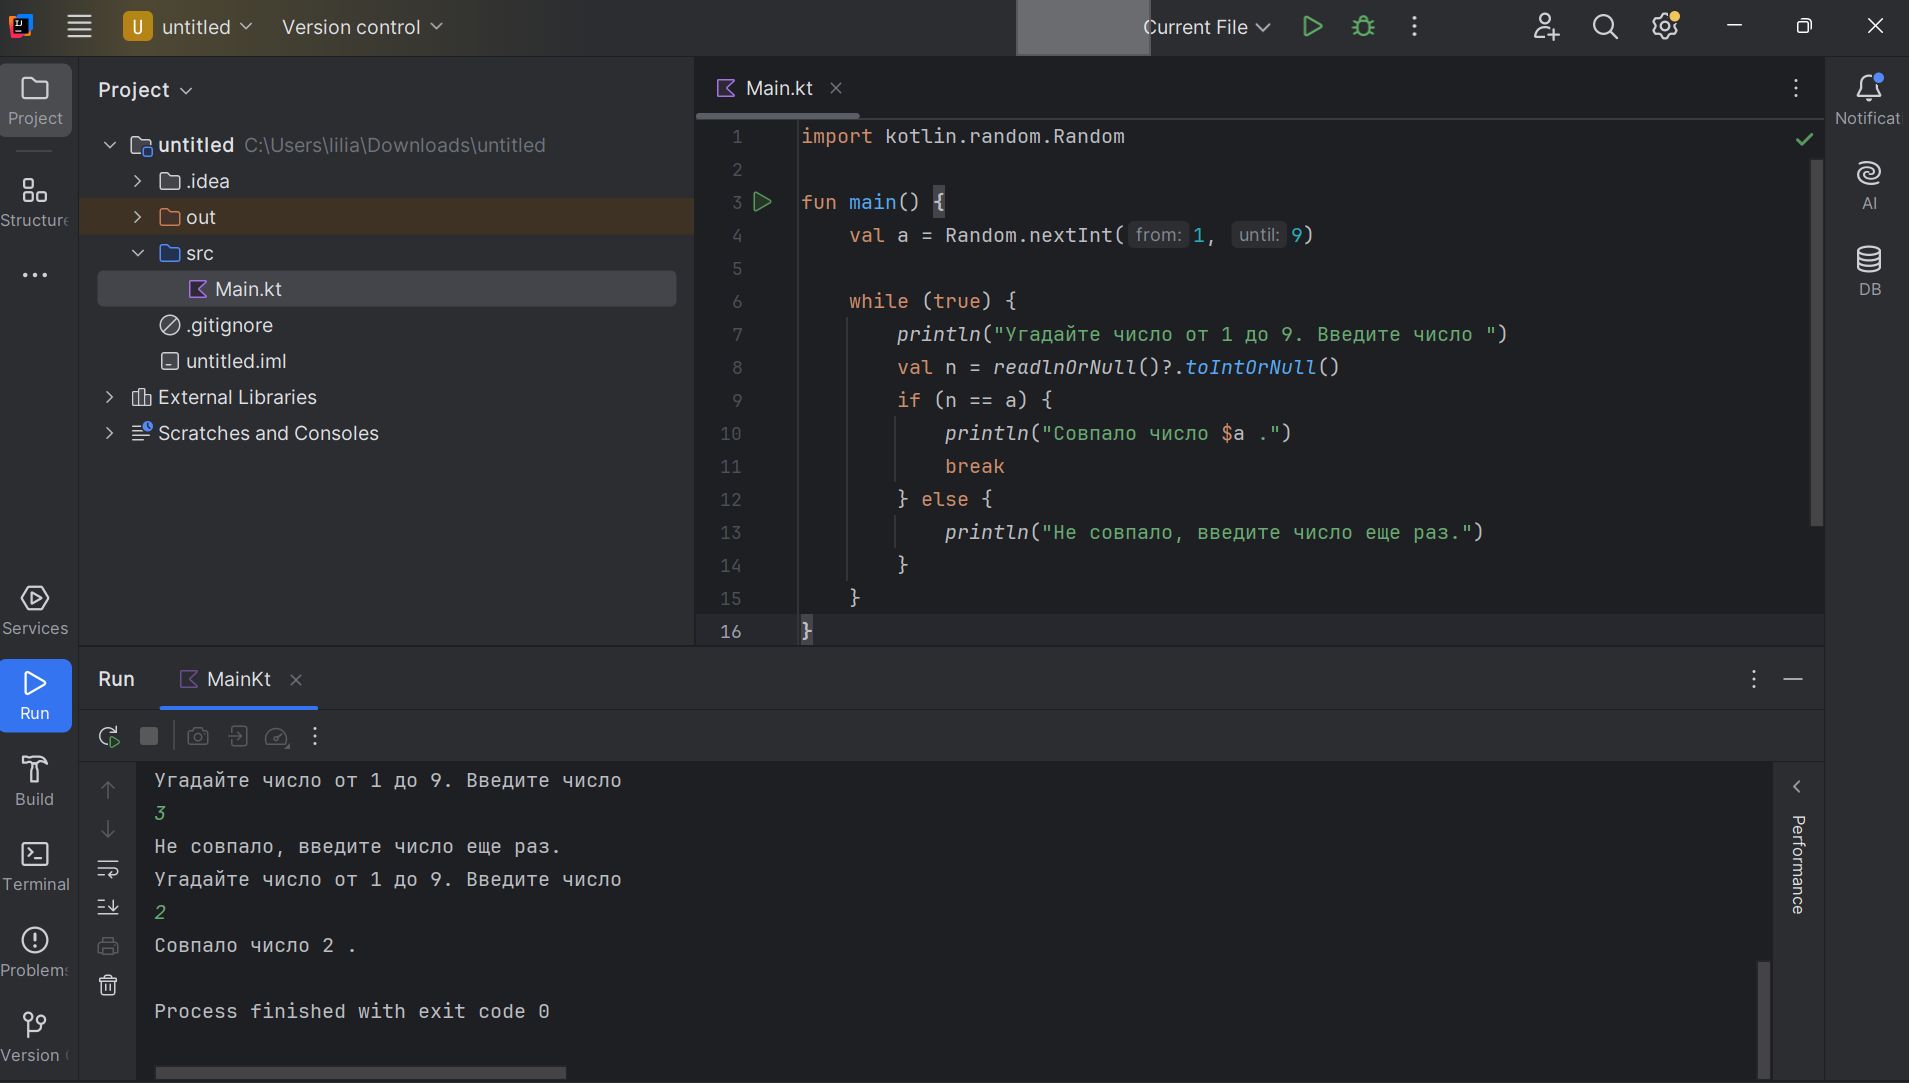 U untitled Version control Current File
Project
Structure
Services
Run
Build
Terminal
Problems
Version
Project
untitled C:\Users\lilia\Downloads\untitled
.idea
out
src
Main.kt
.gitignore
untitled.iml
External Libraries
Scratches and Consoles
Main.kt
1 import kotlin.random.Random
2
3 fun main() {
4 val a = Random.nextInt( from: 1, until: 9)
5
6 while (true) {
7 println("Угадайте число от 1 до 9. Введите число ")
8 val n = readlnOrNull()?.toIntOrNull()
9 if (n == a) {
10 println("Совпало число $a .")
11 break
12 } else {
13 println("Не совпало, введите число еще раз.")
14 }
15 }
16 }
Notificat
AI
DB
Run MainKt
Угадайте число от 1 до 9. Введите число
3
Не совпало, введите число еще раз.
Угадайте число от 1 до 9. Введите число
2
Совпало число 2 .
Process finished with exit code 0
Performance